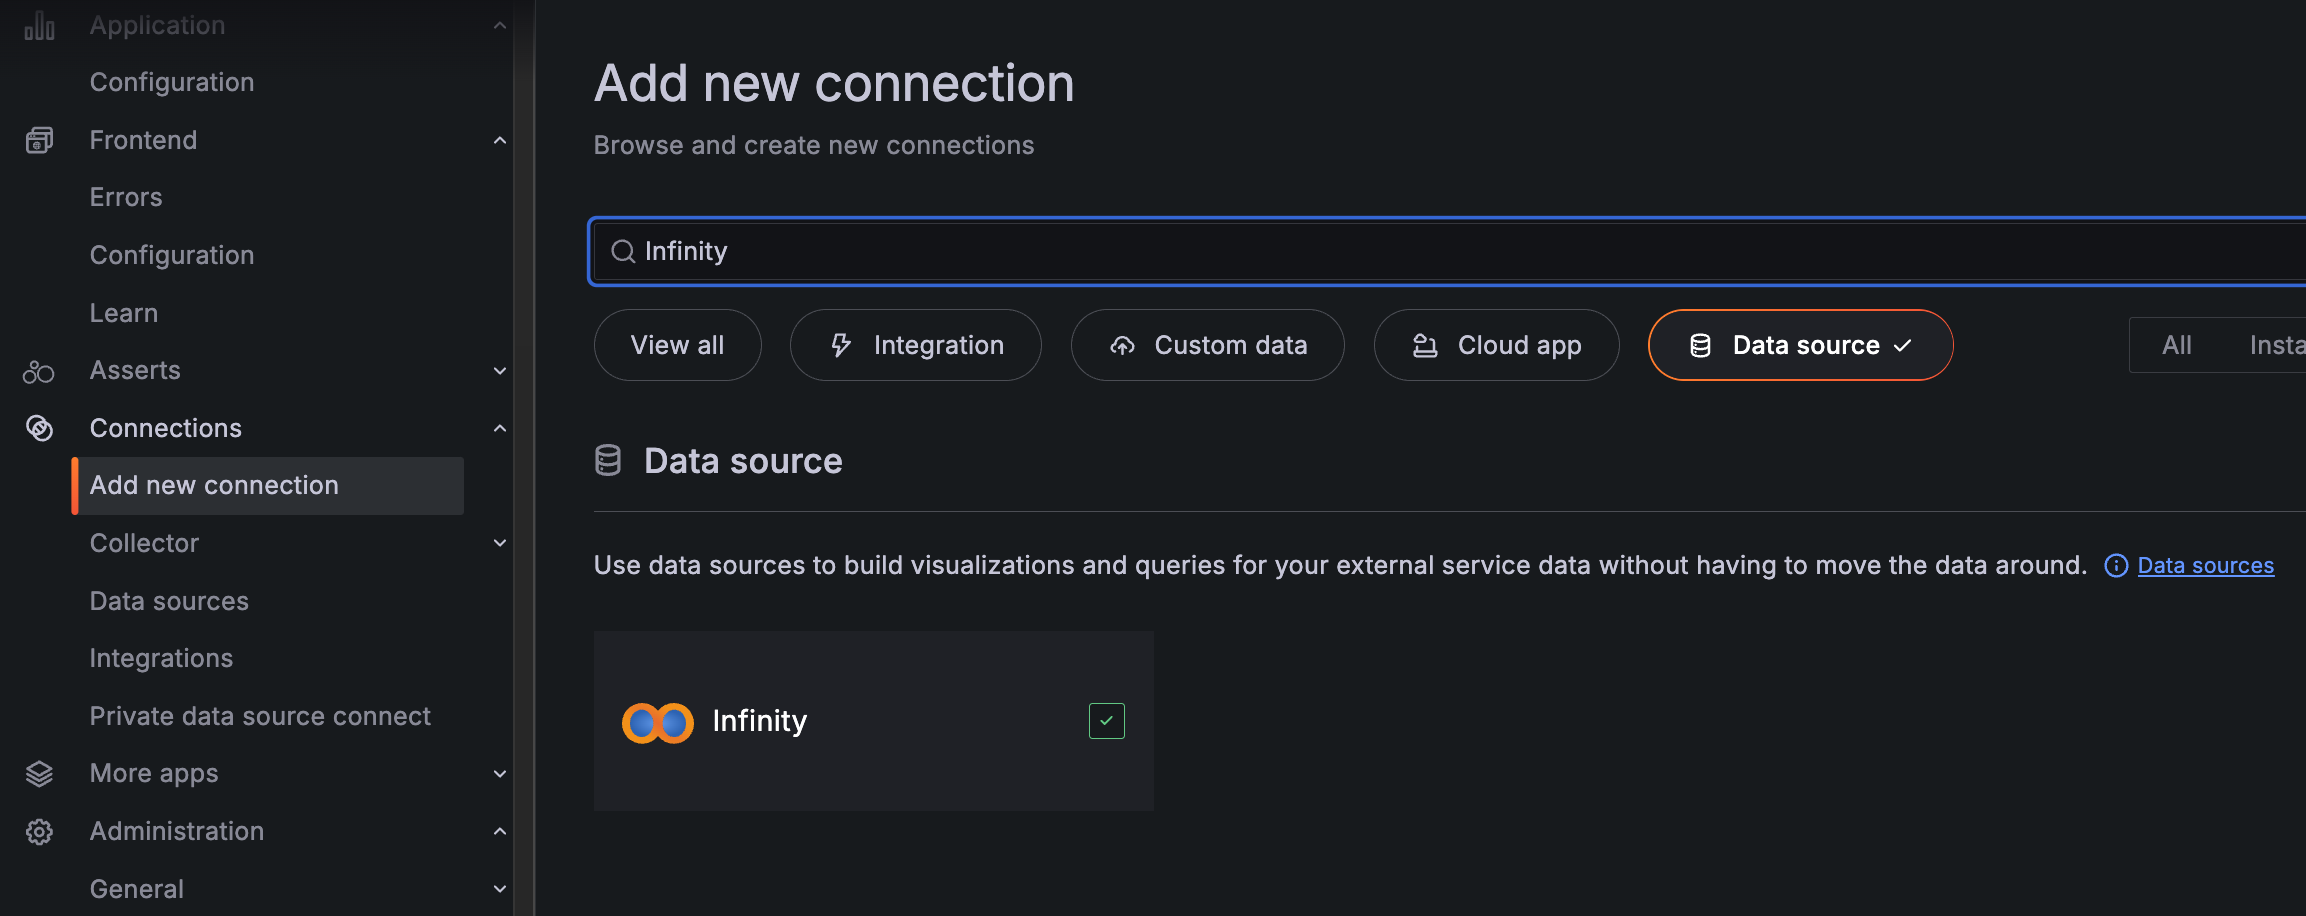 Application
Configuration
Frontend
Errors
Configuration
Learn
Asserts
Connections
Add new connection
Collector
Data sources
Integrations
Private data source connect
More apps
Administration
General
Add new connection
Browse and create new connections
Infinity
View all
Integration
Custom data
Cloud app
Data source
All
Data source
Use data sources to build visualizations and queries for your external service data without having to move the data around. Data sources
Infinity